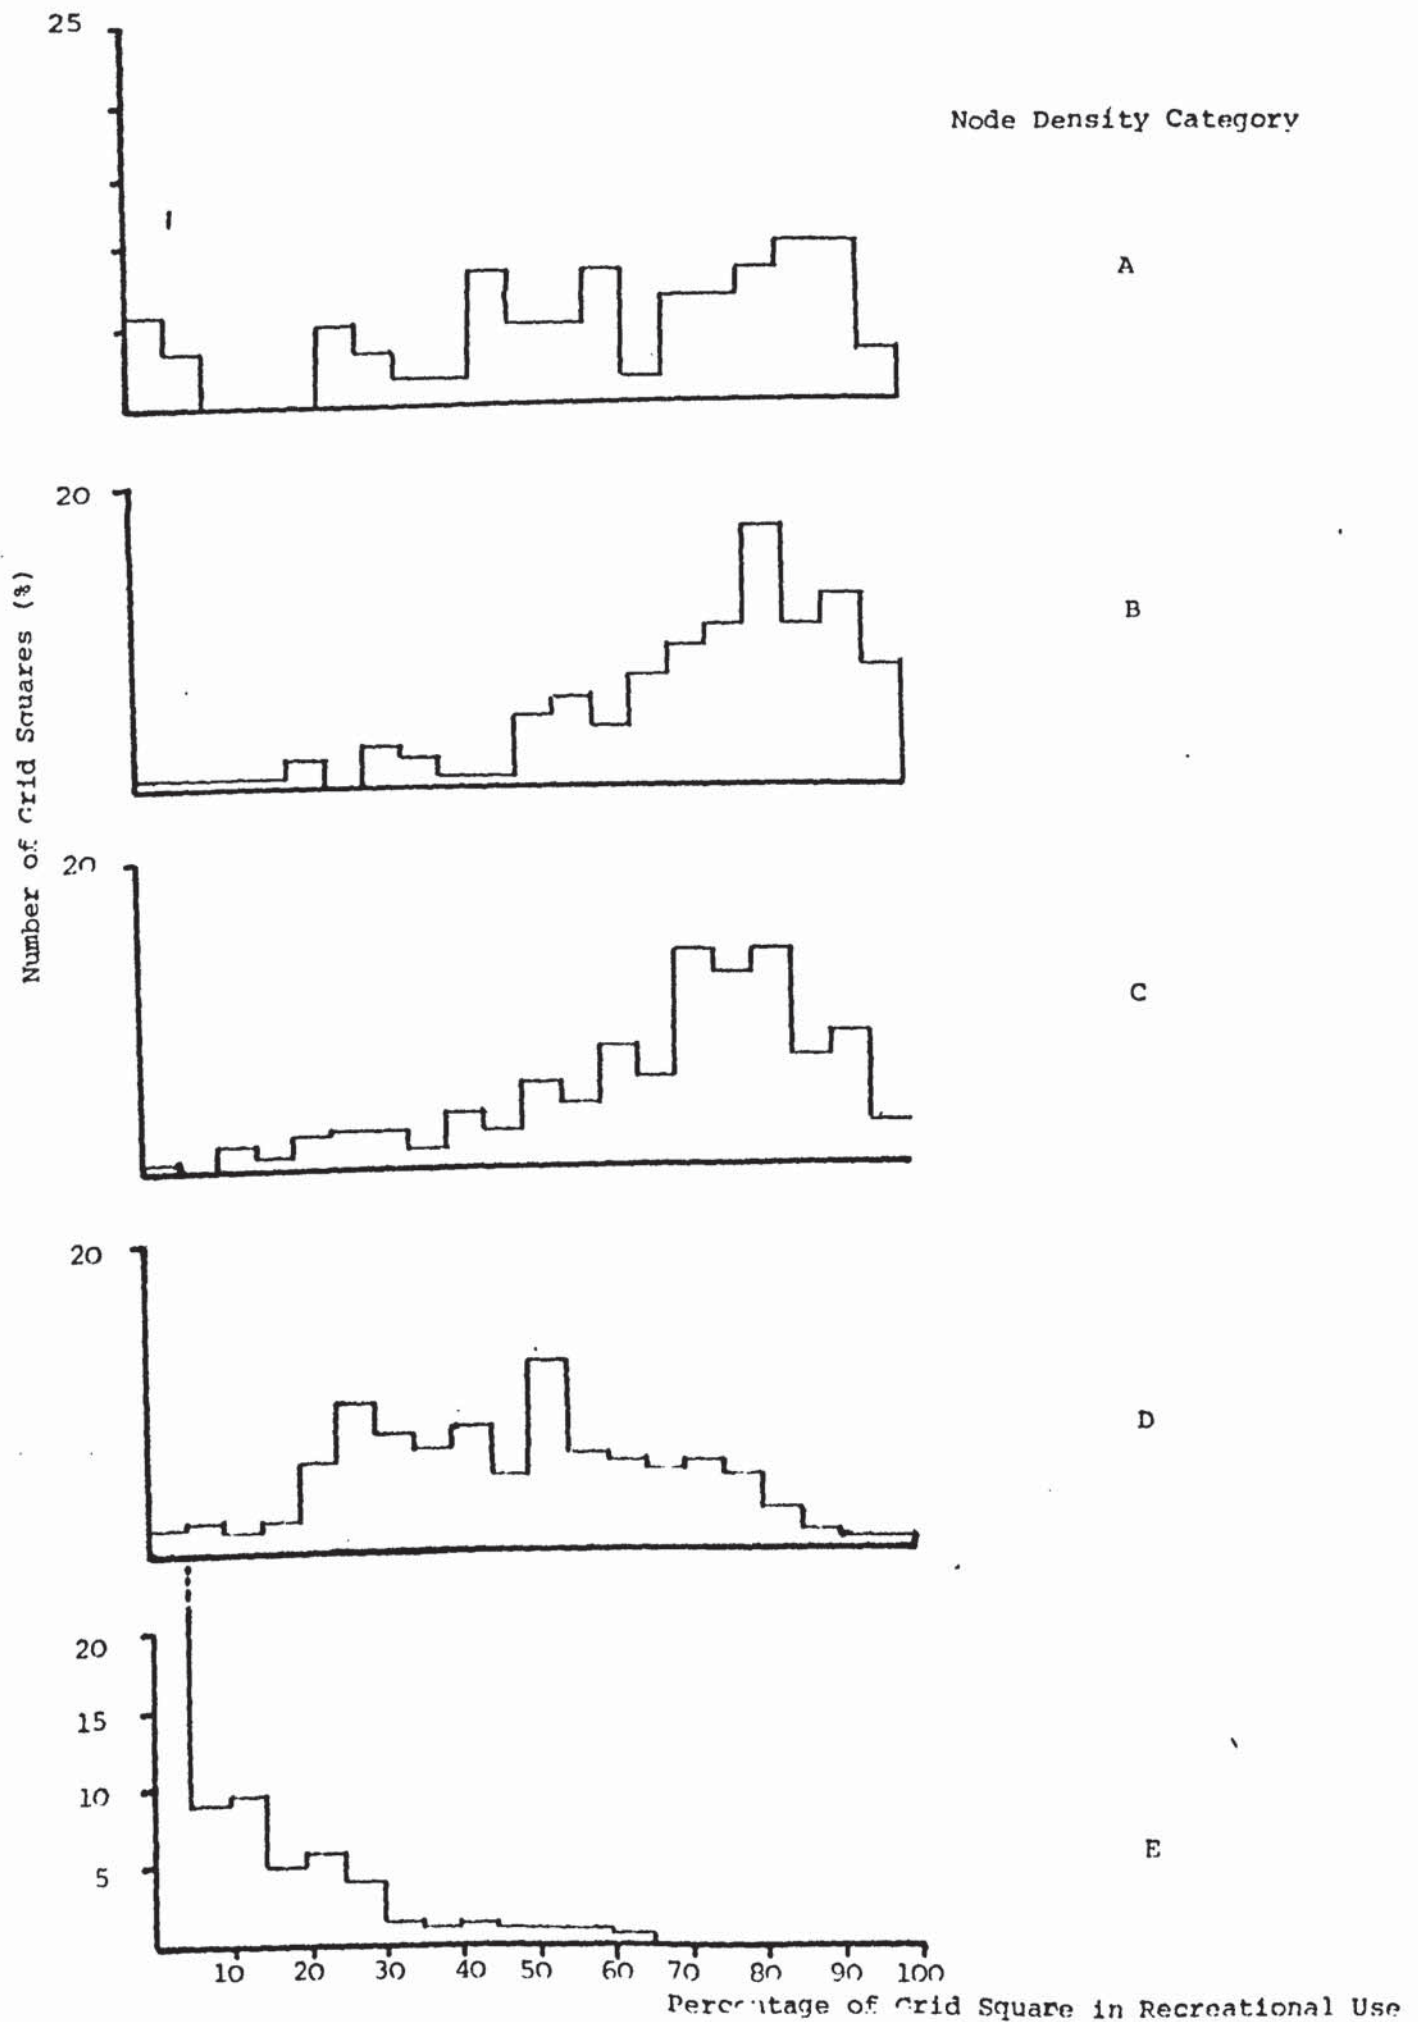 25
Node Density Category
A
20
B
Number of Grid Squares (%)
20
C
20
D
20
15
10
5
E
10 20 30 40 50 60 70 80 90 100
Percentage of Grid Square in Recreational Use